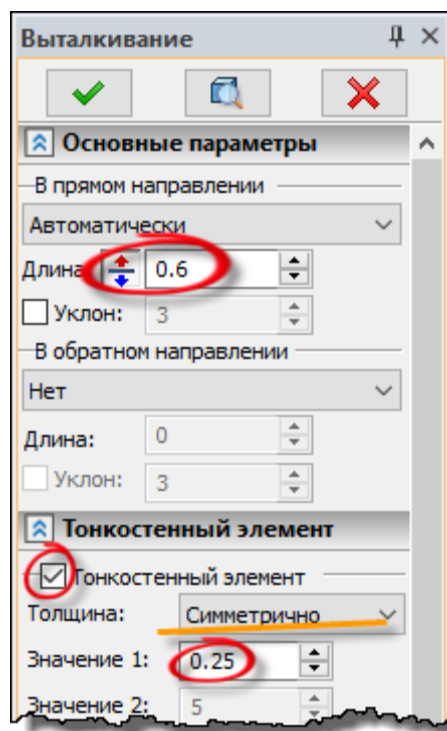 Выталкивание
Основные параметры
В прямом направлении
Автоматически
Длина: 0.6
Уклон: 3
В обратном направлении
Нет
Длина: 0
Уклон: 3
Тонкостенный элемент
Тонкостенный элемент
Толщина: Симметрично
Значение 1: 0.25
Значение 2: 5